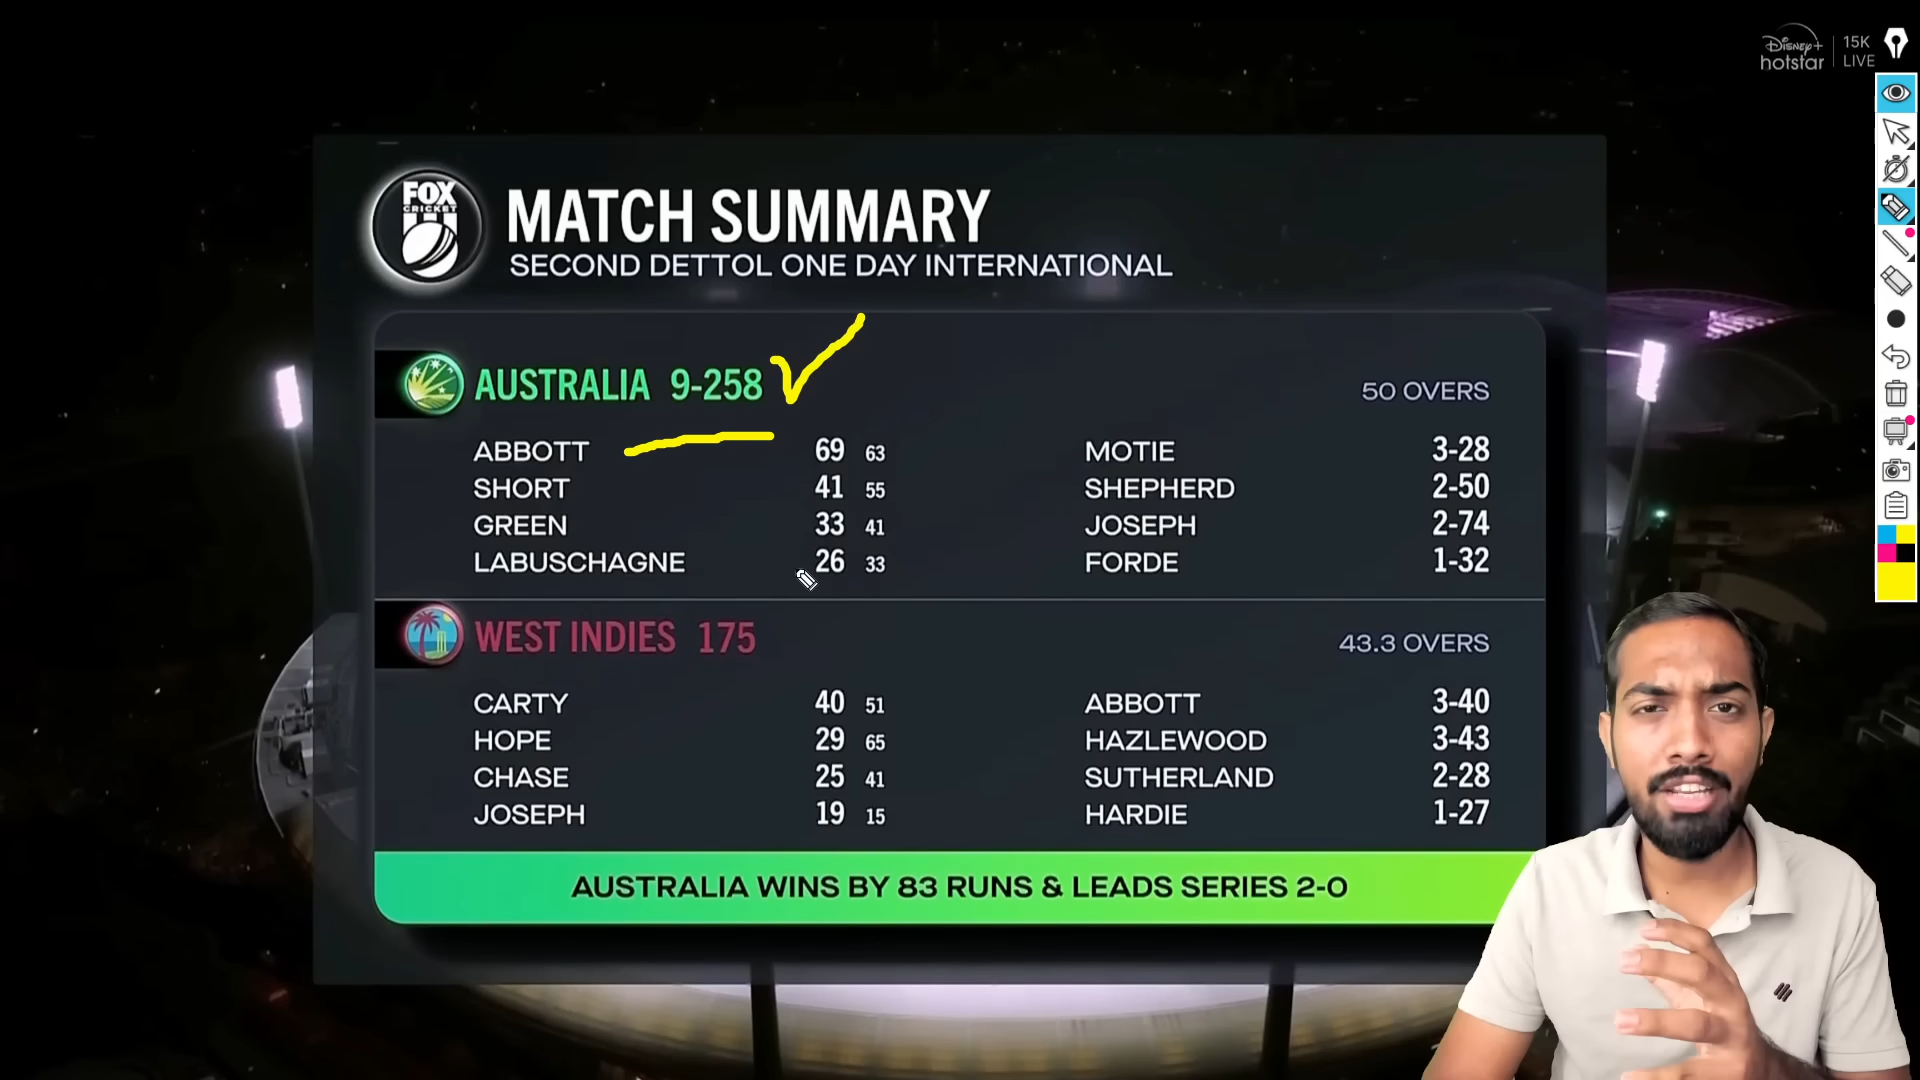 Disney+ hotstar
15K LIVE
FOX CRICKET
MATCH SUMMARY
SECOND DETTOL ONE DAY INTERNATIONAL
AUSTRALIA 9-258 50 OVERS
ABBOTT 69 63 MOTIE 3-28
SHORT 41 55 SHEPHERD 2-50
GREEN 33 41 JOSEPH 2-74
LABUSCHAGNE 26 33 FORDE 1-32
WEST INDIES 175 43.3 OVERS
CARTY 40 51 ABBOTT 3-40
HOPE 29 65 HAZLEWOOD 3-43
CHASE 25 41 SUTHERLAND 2-28
JOSEPH 19 15 HARDIE 1-27
AUSTRALIA WINS BY 83 RUNS & LEADS SERIES 2-0